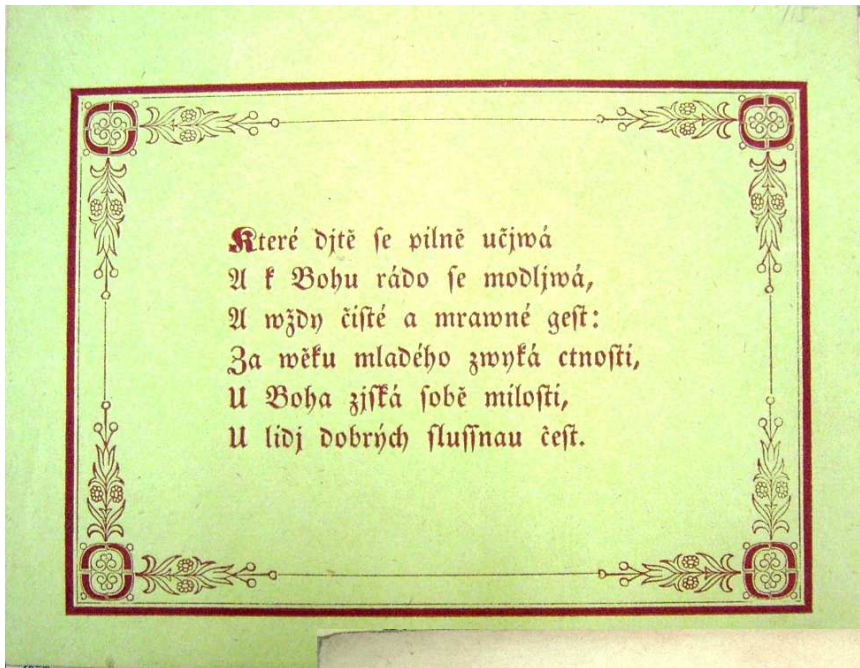 Které djtě ſe pilně učjwá
A k Bohu rádo ſe modljwá,
A wždy čiſté a mrawné geſt:
Za wěku mladého zwyká ctnoſti,
U Boha zjſká ſobě miloſti,
U lidj dobrých ſluſſnau čeſt.